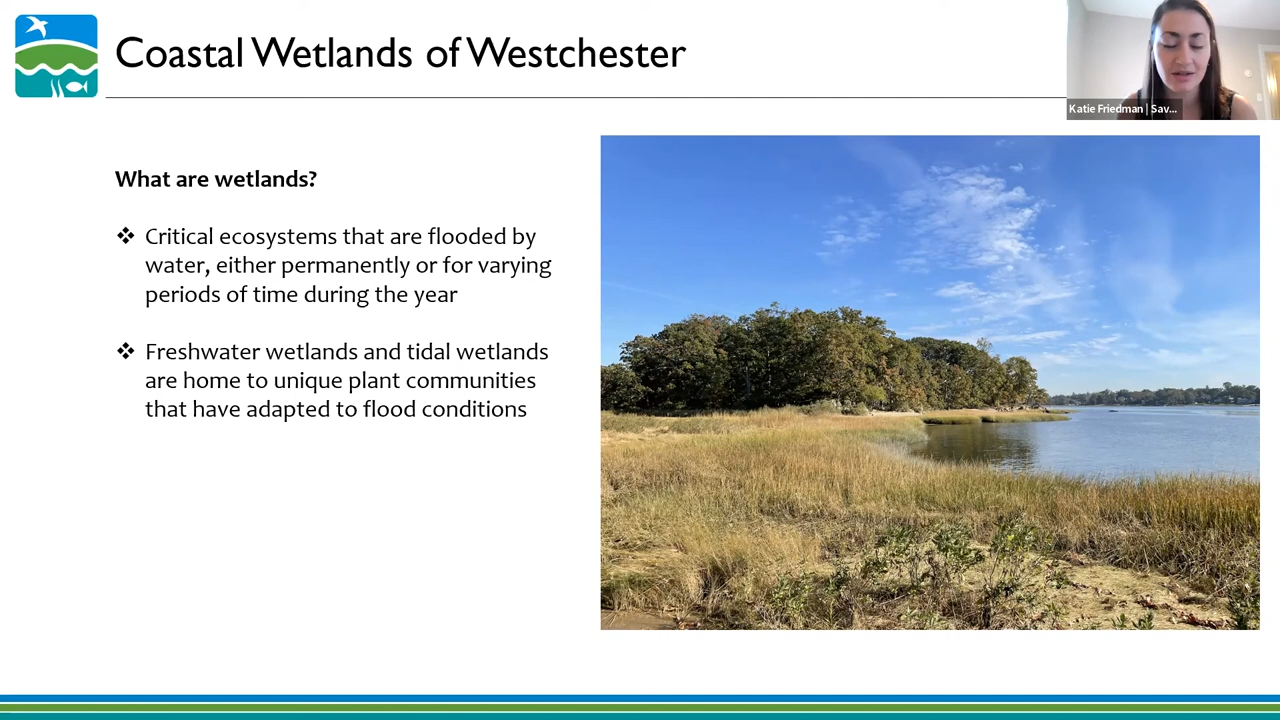 Coastal Wetlands of Westchester
Katie Friedman | Sav...
What are wetlands?
❖ Critical ecosystems that are flooded by
water, either permanently or for varying
periods of time during the year
❖ Freshwater wetlands and tidal wetlands
are home to unique plant communities
that have adapted to flood conditions